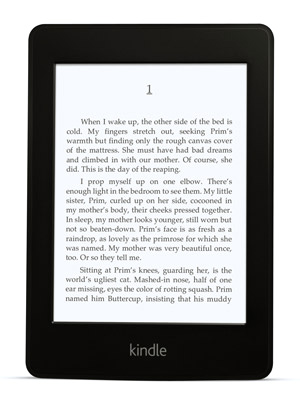 1
When I wake up, the other side of the bed is
cold. My fingers stretch out, seeking Prim's
warmth but finding only the rough canvas cover
of the mattress. She must have had bad dreams
and climbed in with our mother. Of course, she
did. This is the day of the reaping.
I prop myself up on one elbow. There's
enough light in the bedroom to see them. My little
sister, Prim, curled up on her side, cocooned in
my mother's body, their cheeks pressed together.
In sleep, my mother looks younger, still worn but
not so beaten-down. Prim's face is as fresh as a
raindrop, as lovely as the primrose for which she
was named. My mother was very beautiful once,
too. Or so they tell me.
Sitting at Prim's knees, guarding her, is the
world's ugliest cat. Mashed-in nose, half of one
ear missing, eyes the color of rotting squash. Prim
named him Buttercup, insisting that his muddy
kindle